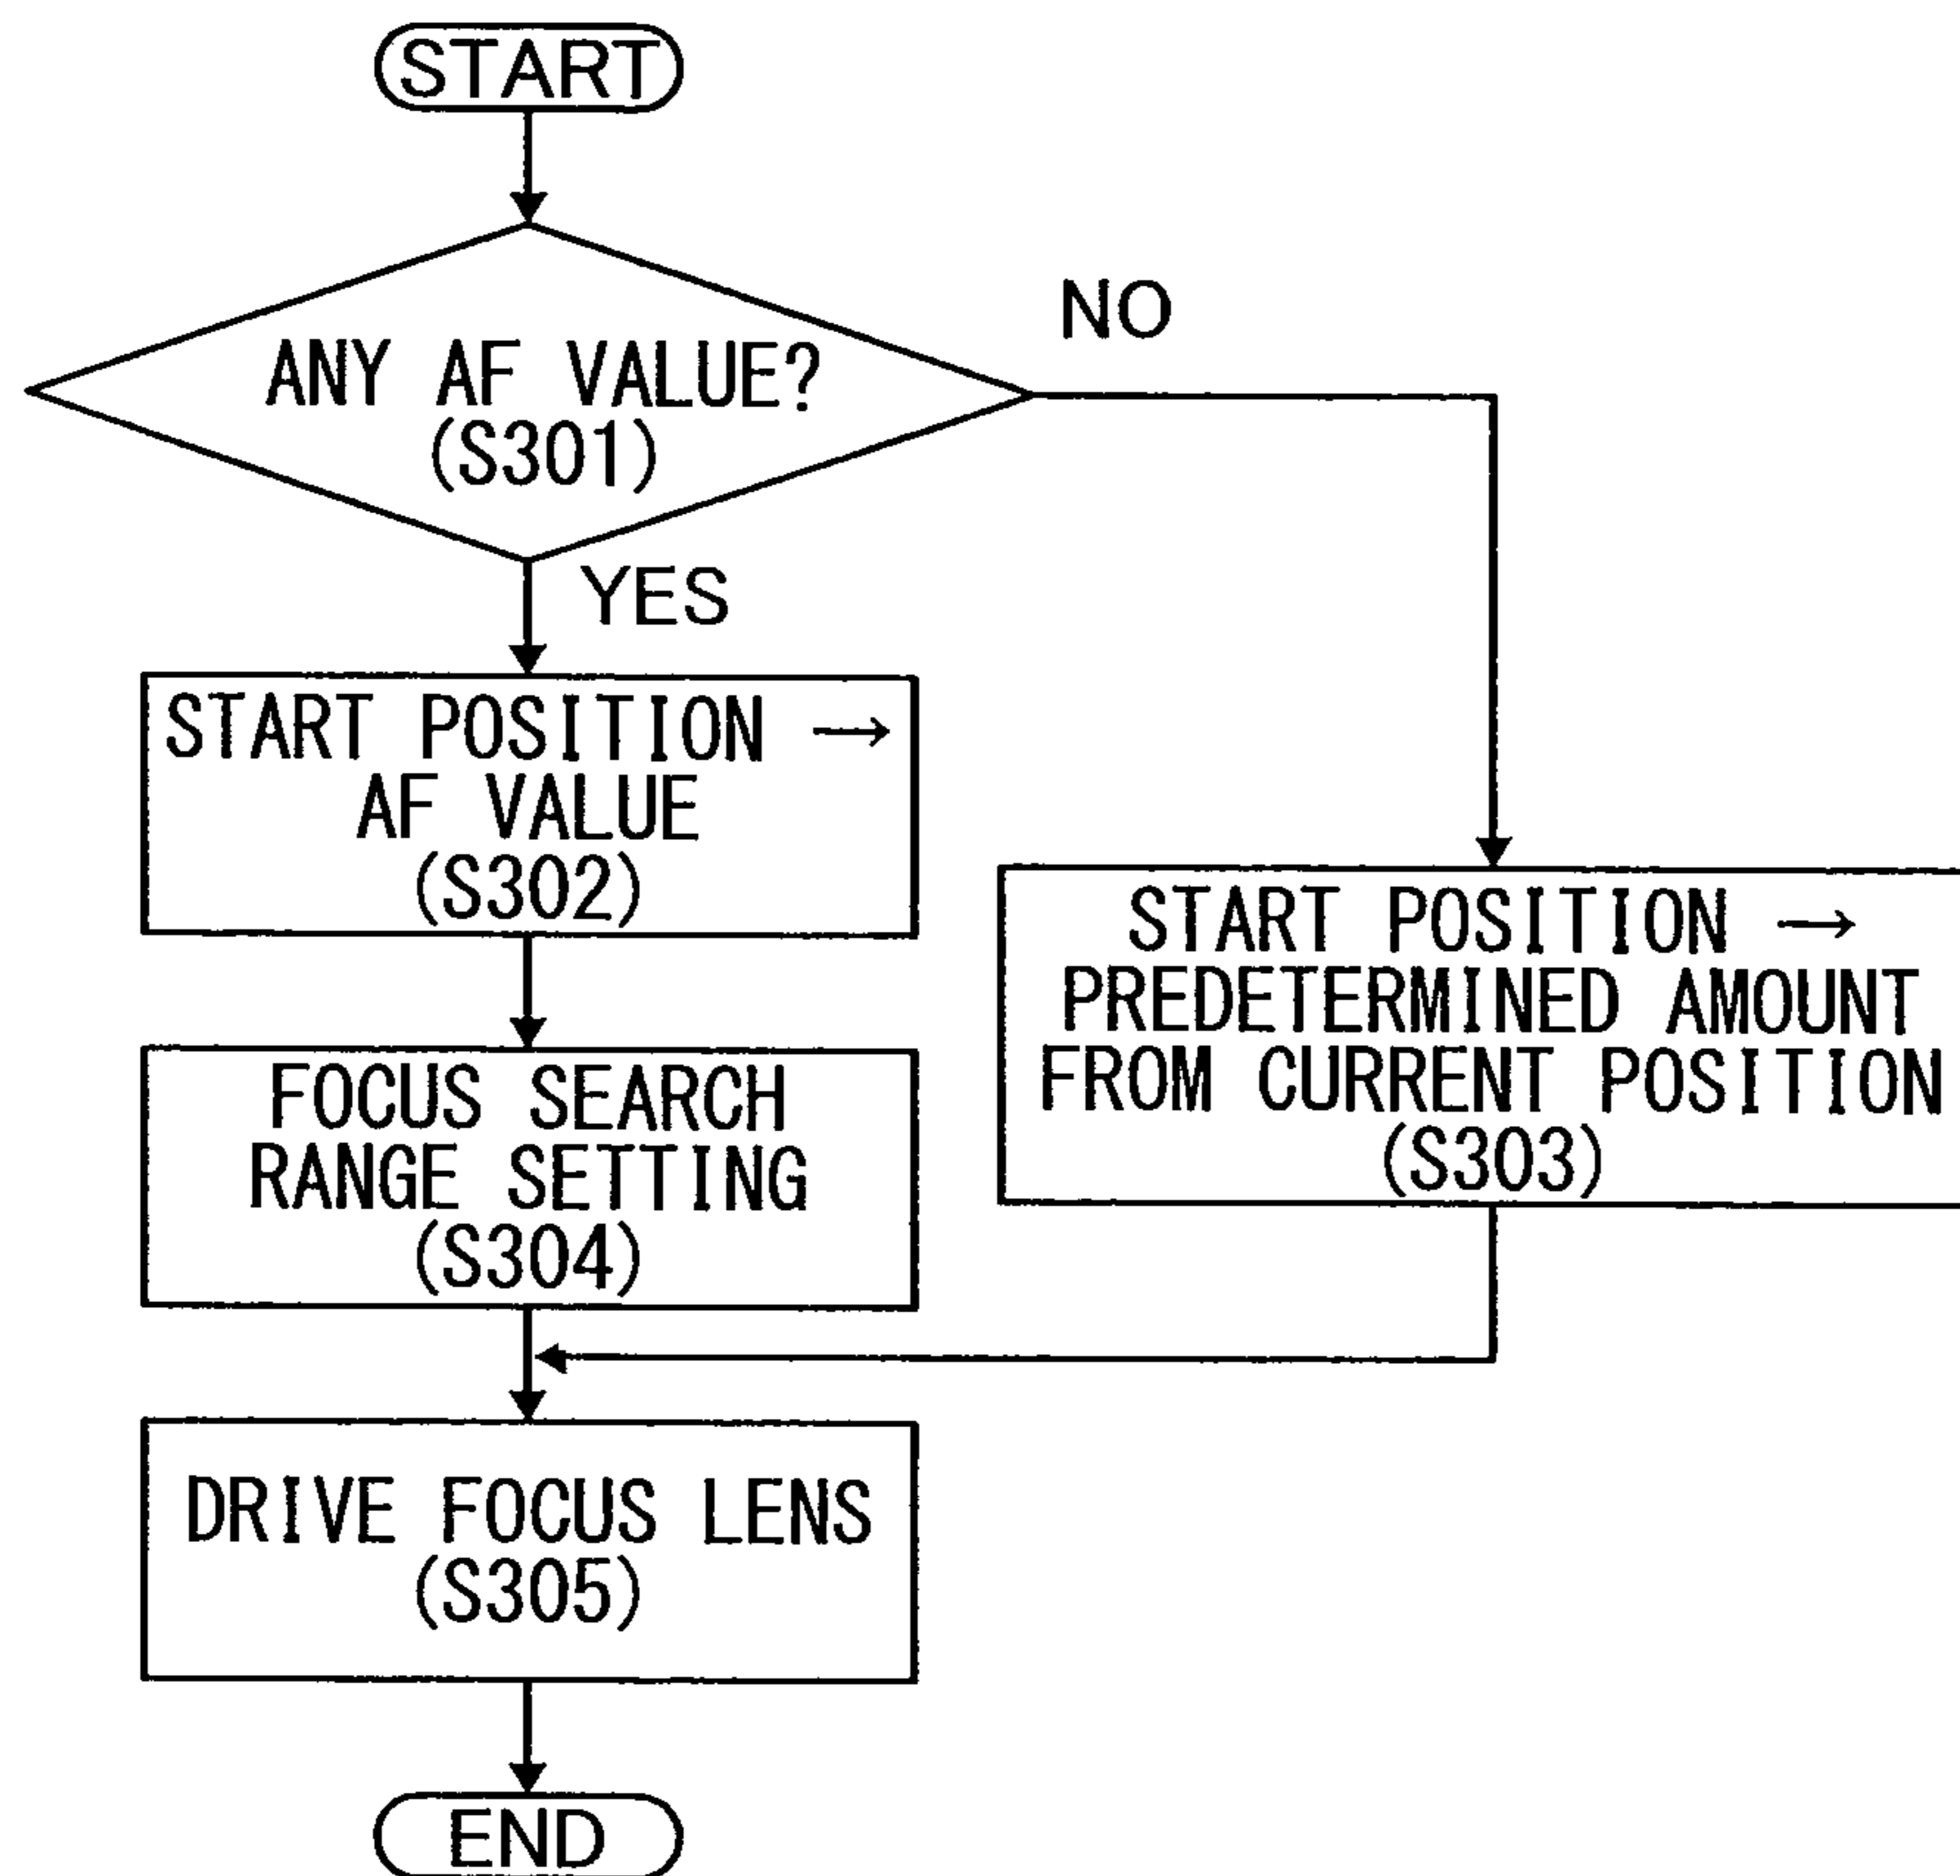 START
ANY AF VALUE?
(S301)
NO
YES
START POSITION →
AF VALUE
(S302)
START POSITION →
PREDETERMINED AMOUNT
FROM CURRENT POSITION
(S303)
FOCUS SEARCH
RANGE SETTING
(S304)
DRIVE FOCUS LENS
(S305)
END